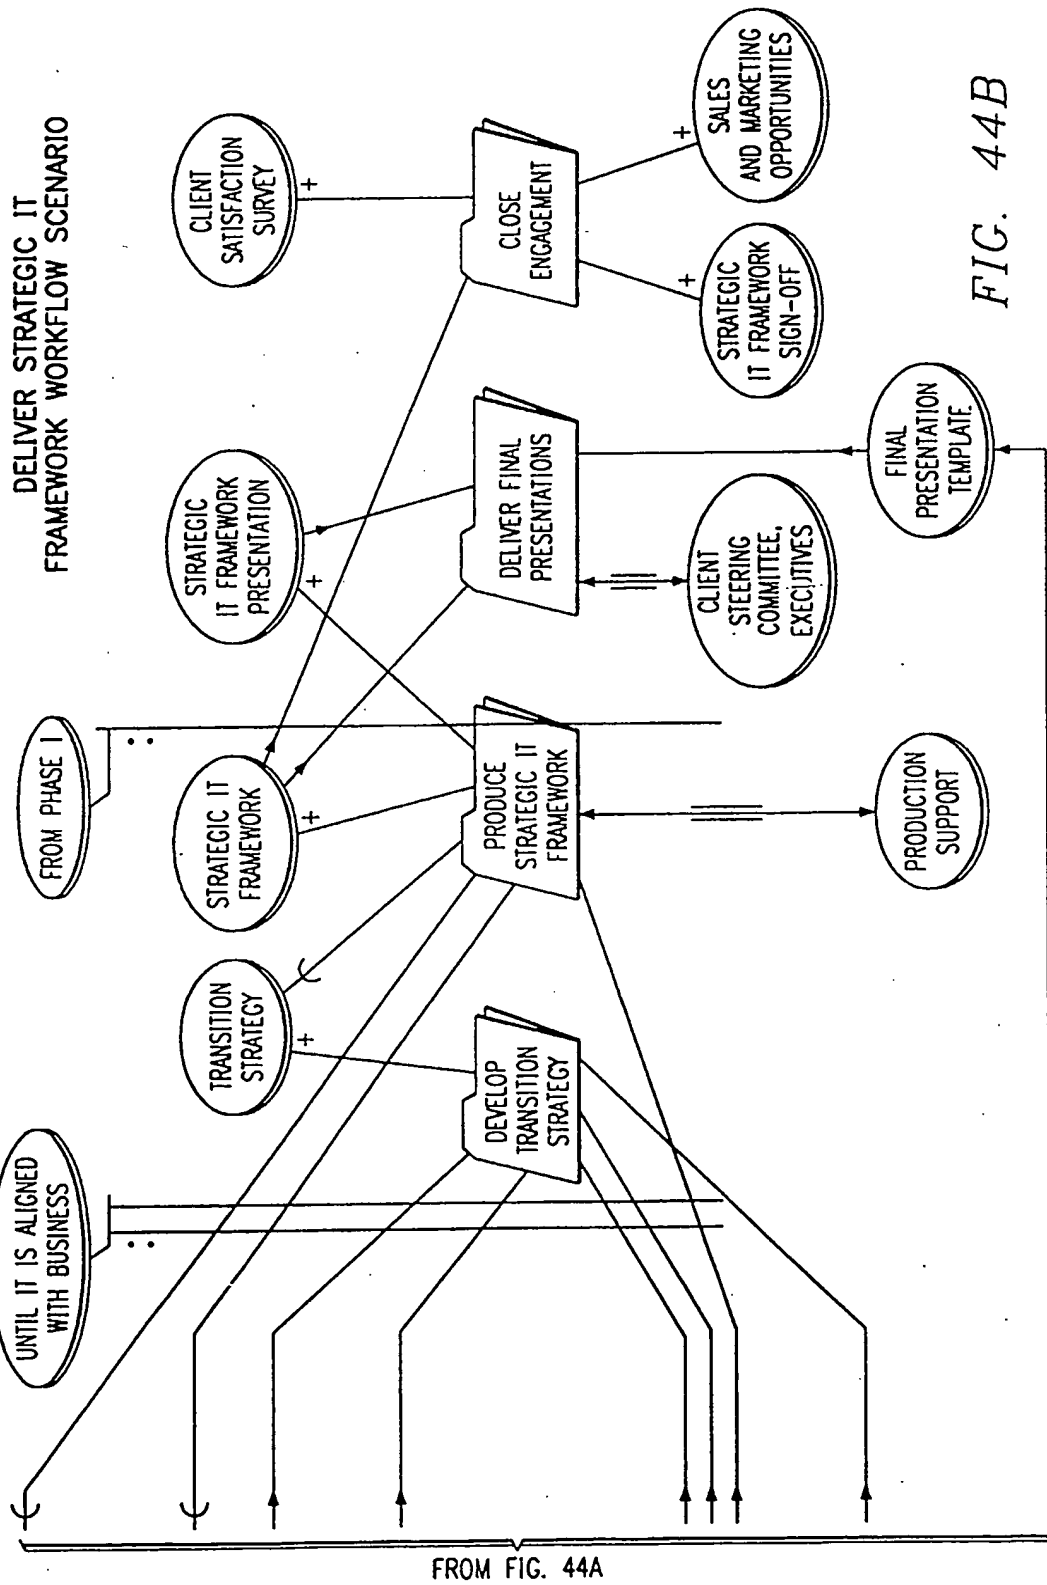 DELIVER STRATEGIC IT
FRAMEWORK WORKFLOW SCENARIO
UNTIL IT IS ALIGNED
WITH BUSINESS
FROM PHASE I
TRANSITION
STRATEGY
STRATEGIC IT
FRAMEWORK
STRATEGIC
IT FRAMEWORK
PRESENTATION
CLIENT
SATISFACTION
SURVEY
DEVELOP
TRANSITION
STRATEGY
PRODUCE
STRATEGIC IT
FRAMEWORK
DELIVER FINAL
PRESENTATIONS
CLOSE
ENGAGEMENT
CLIENT
STEERING
COMMITTEE,
EXECUTIVES
STRATEGIC
IT FRAMEWORK
SIGN-OFF
SALES
AND MARKETING
OPPORTUNITIES
PRODUCTION
SUPPORT
FINAL
PRESENTATION
TEMPLATE.
FROM FIG. 44A
FIG. 44B